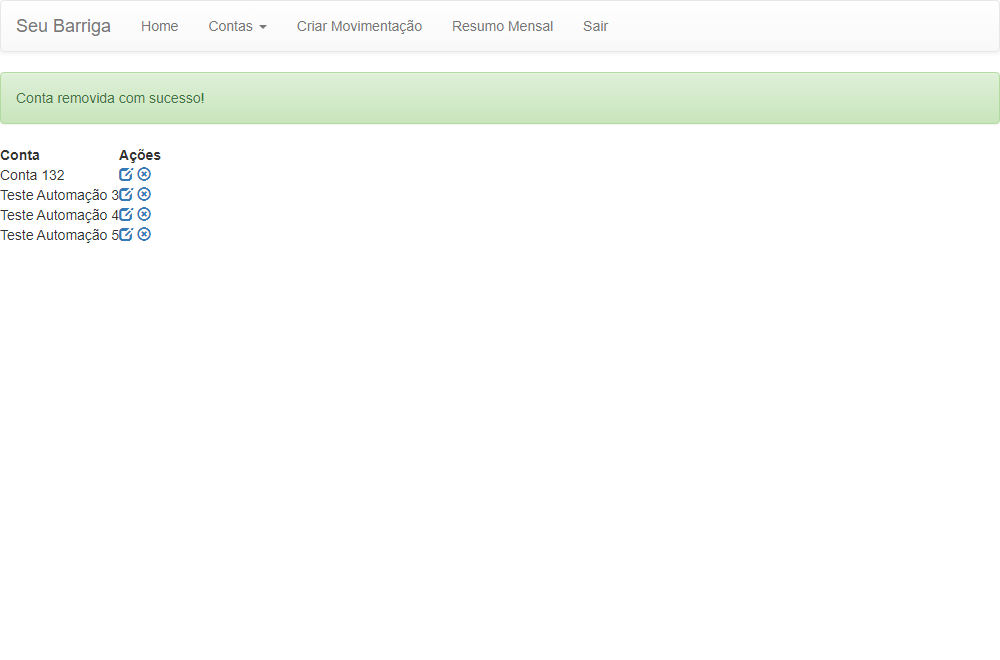 Seu Barriga Home Contas Criar Movimentação Resumo Mensal Sair
Conta removida com sucesso!
Conta Ações
Conta 132
Teste Automação 3
Teste Automação 4
Teste Automação 5